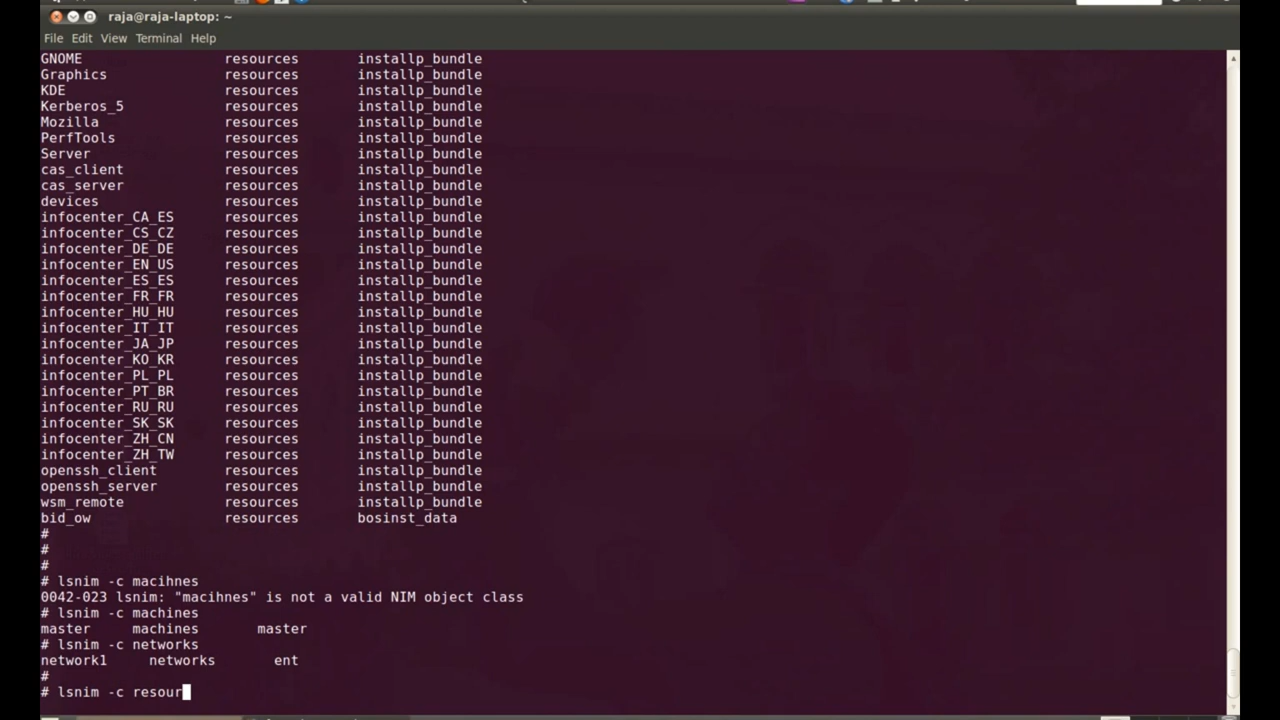 raja@raja-laptop: ~
File Edit View Terminal Help
GNOME resources installp_bundle
Graphics resources installp_bundle
KDE resources installp_bundle
Kerberos_5 resources installp_bundle
Mozilla resources installp_bundle
PerfTools resources installp_bundle
Server resources installp_bundle
cas_client resources installp_bundle
cas_server resources installp_bundle
devices resources installp_bundle
infocenter_CA_ES resources installp_bundle
infocenter_CS_CZ resources installp_bundle
infocenter_DE_DE resources installp_bundle
infocenter_EN_US resources installp_bundle
infocenter_ES_ES resources installp_bundle
infocenter_FR_FR resources installp_bundle
infocenter_HU_HU resources installp_bundle
infocenter_IT_IT resources installp_bundle
infocenter_JA_JP resources installp_bundle
infocenter_KO_KR resources installp_bundle
infocenter_PL_PL resources installp_bundle
infocenter_PT_BR resources installp_bundle
infocenter_RU_RU resources installp_bundle
infocenter_SK_SK resources installp_bundle
infocenter_ZH_CN resources installp_bundle
infocenter_ZH_TW resources installp_bundle
openssh_client resources installp_bundle
openssh_server resources installp_bundle
wsm_remote resources installp_bundle
bid_ow resources bosinst_data
#
#
#
# lsnim -c macihnes
0042-023 lsnim: "macihnes" is not a valid NIM object class
# lsnim -c machines
master machines master
# lsnim -c networks
network1 networks ent
#
# lsnim -c resour